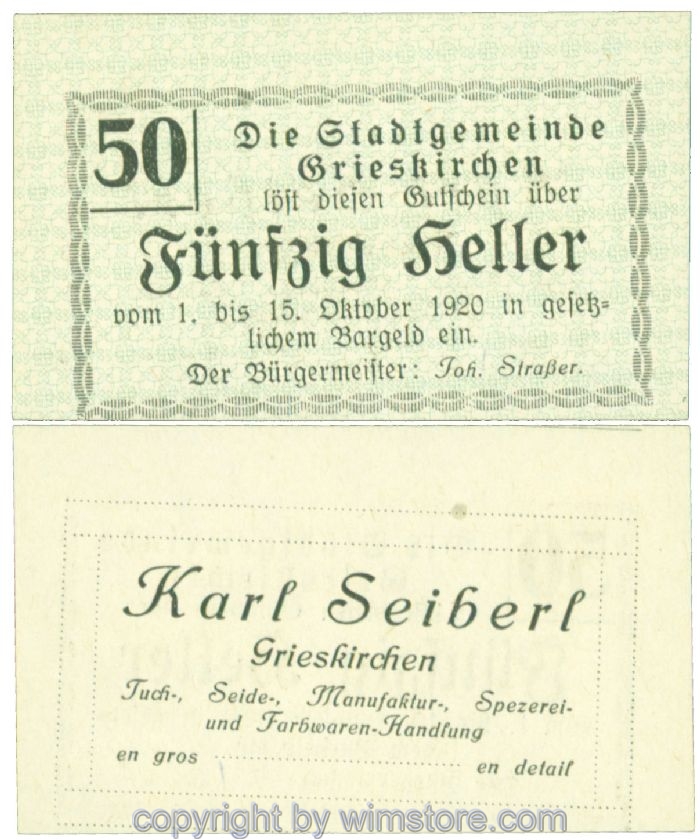 50
Die Stadtgemeinde
Grieskirchen
löst diesen Gutschein über
Fünfzig Heller
vom 1. bis 15. Oktober 1920 in gesetz-
lichem Bargeld ein.
Der Bürgermeister: Joh. Straßer.
Karl Seiberl
Grieskirchen
Tuch-, Seide-, Manufaktur-, Spezerei-
und Farbwaren-Handlung
en gros en detail
copyright by wimstore.com